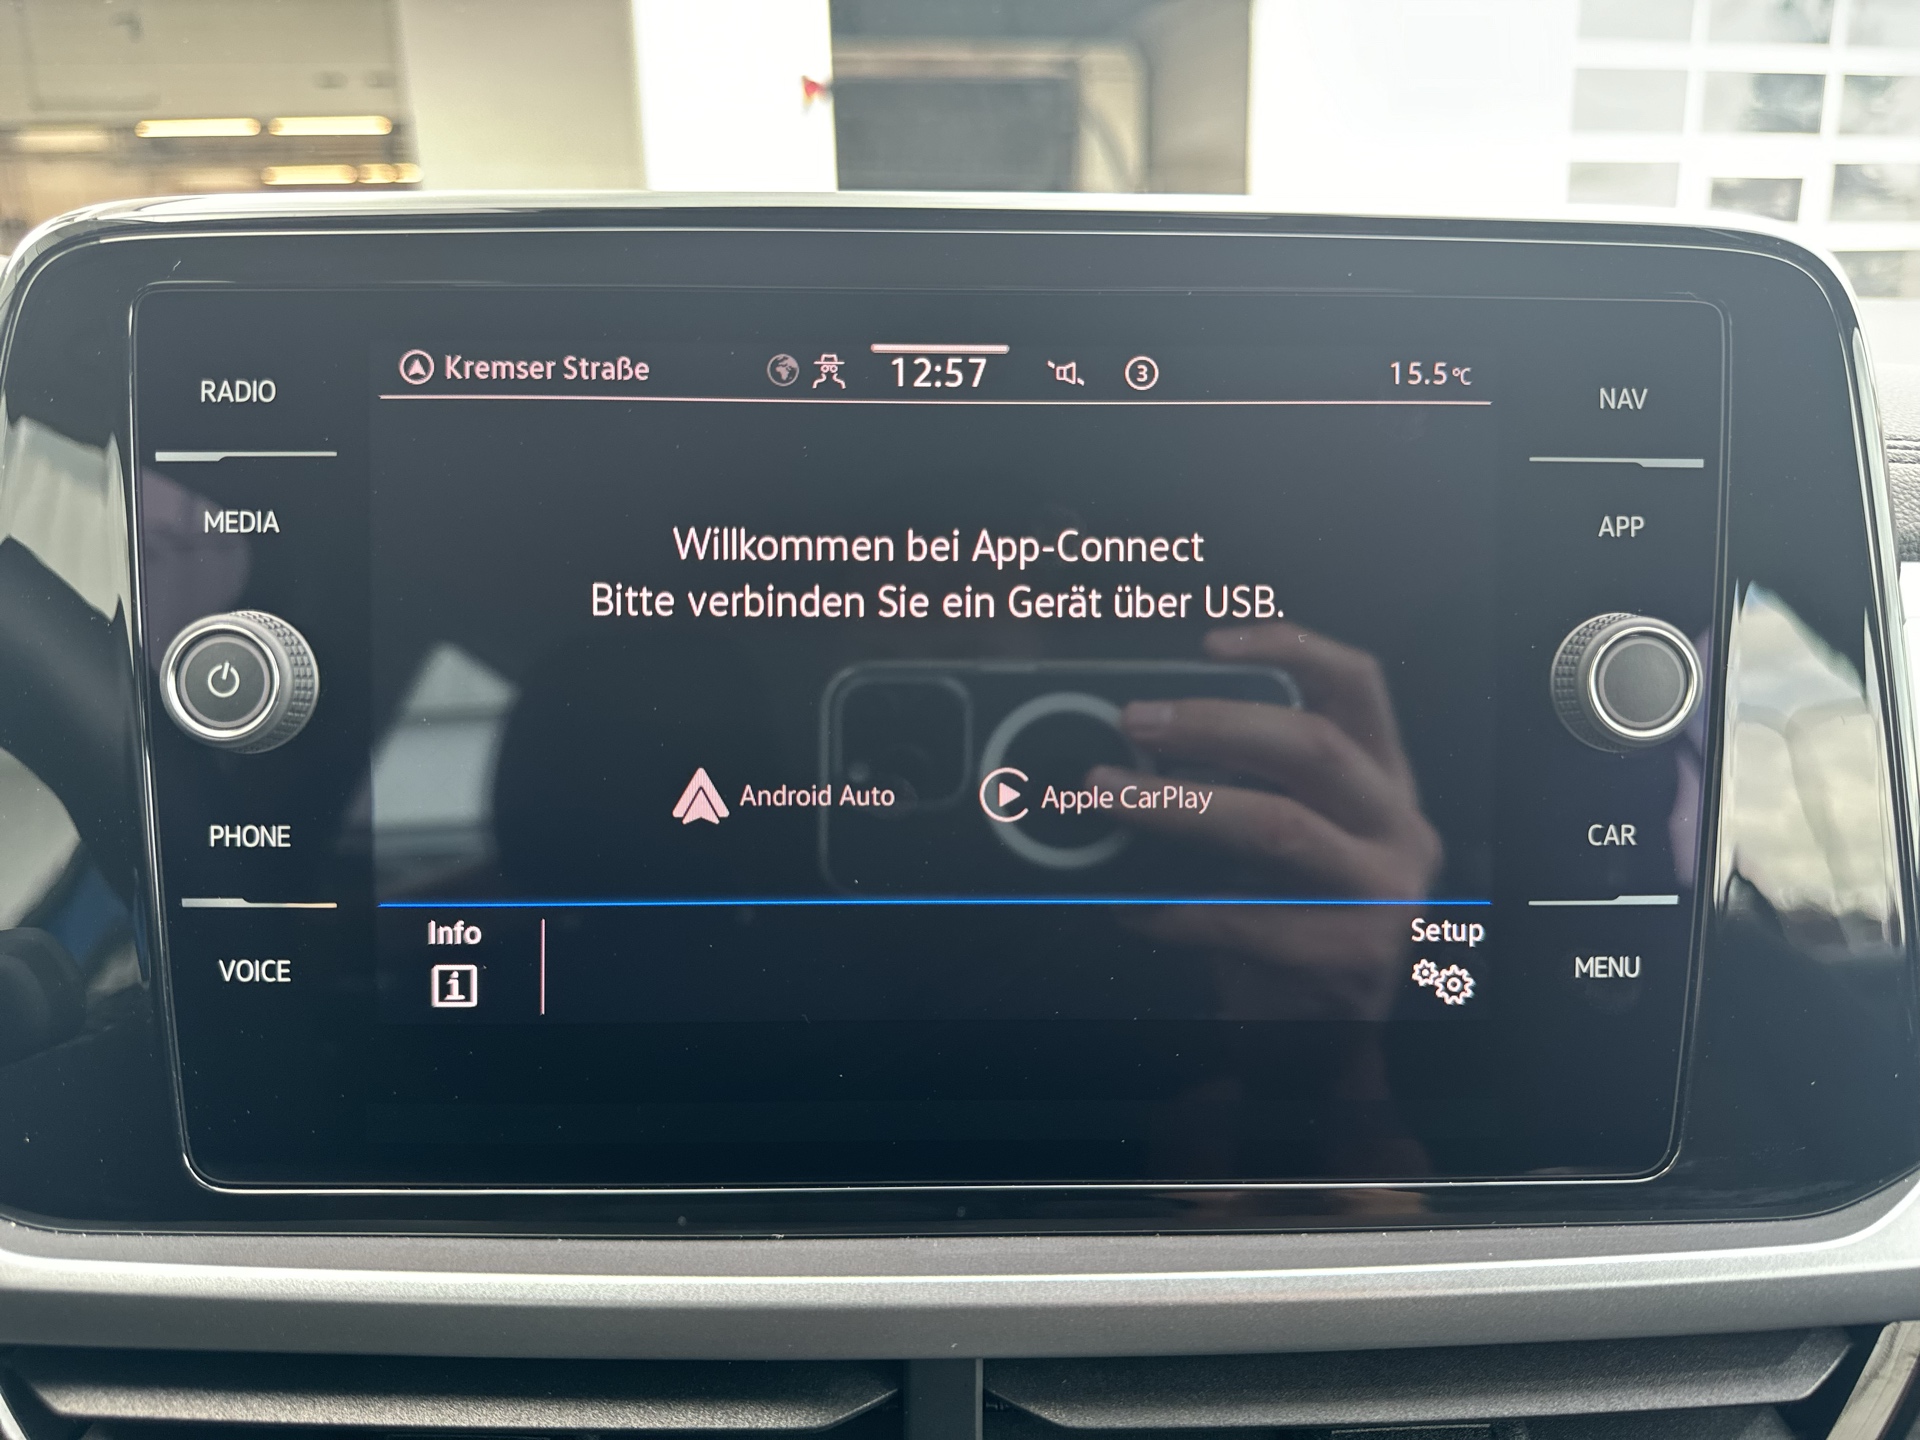 RADIO
MEDIA
PHONE
VOICE
Kremser Straße
12:57
3
15.5°C
Willkommen bei App-Connect
Bitte verbinden Sie ein Gerät über USB.
Android Auto
Apple CarPlay
Info
Setup
NAV
APP
CAR
MENU